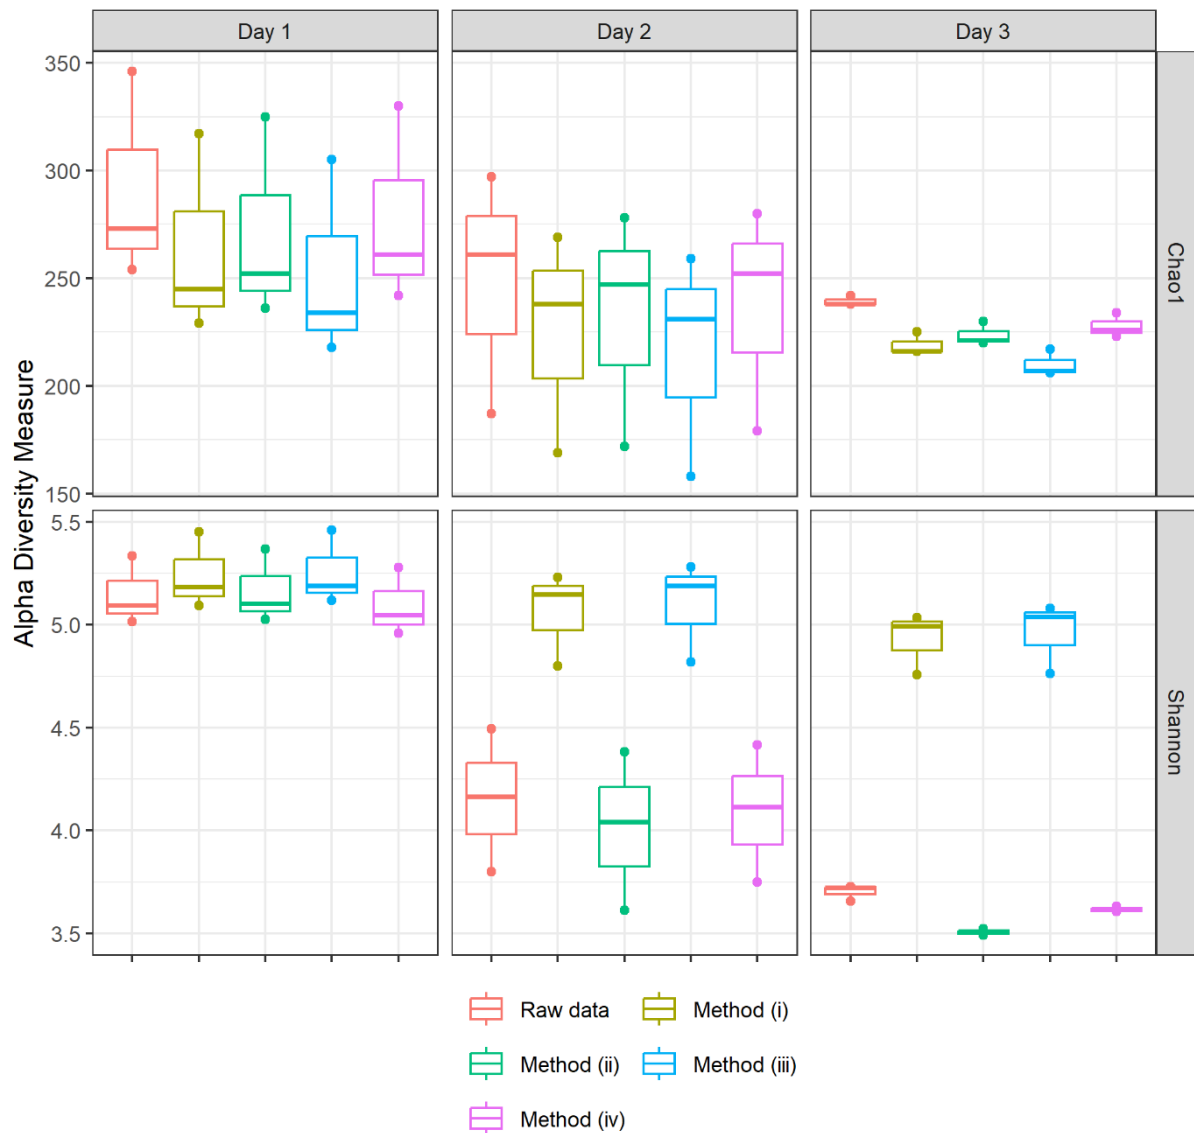 Day 1 Day 2 Day 3
350
300
250
200
150
Chao1
Alpha Diversity Measure
5.5
5.0
4.5
4.0
3.5
Shannon
Raw data Method (i)
Method (ii) Method (iii)
Method (iv)